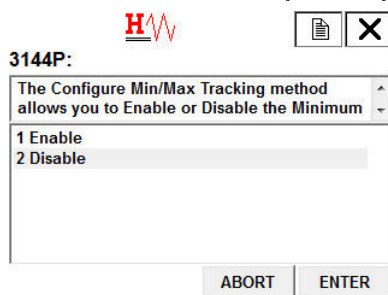 H
3144P:
The Configure Min/Max Tracking method
allows you to Enable or Disable the Minimum
1 Enable
2 Disable
ABORT ENTER